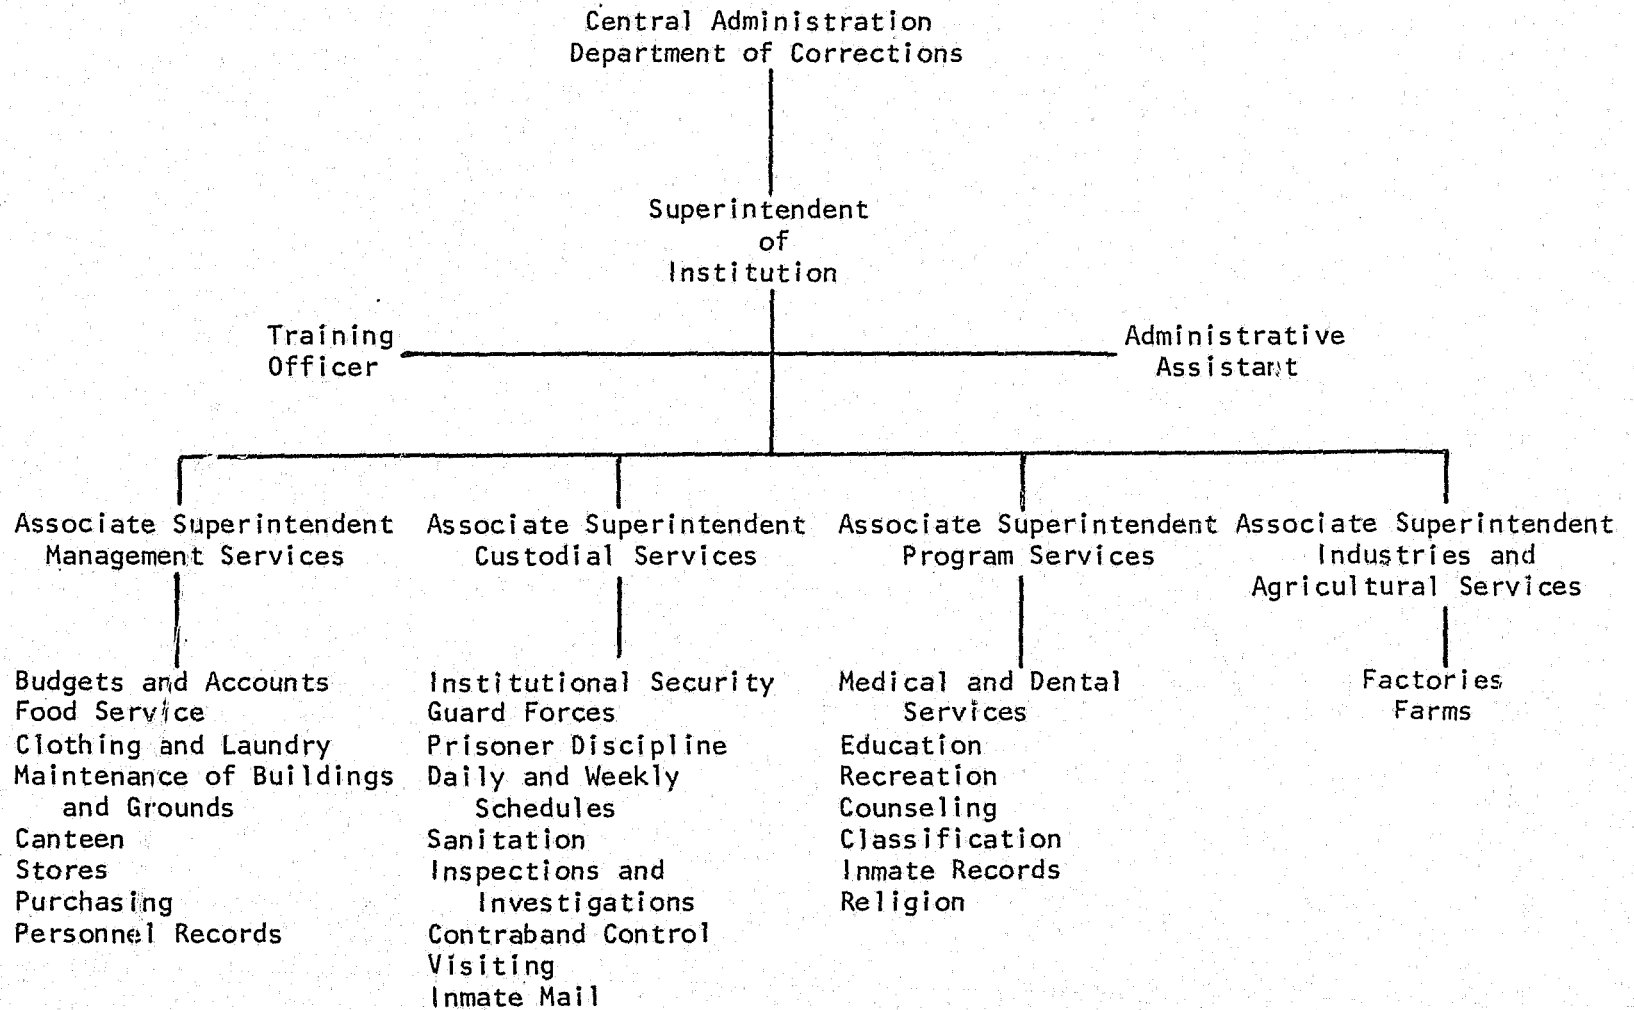 Central Administration
Department of Corrections
Superintendent
of
Institution
Training
Officer
Administrative
Assistant
Associate Superintendent
Management Services
Associate Superintendent
Custodial Services
Associate Superintendent
Program Services
Associate Superintendent
Industries and
Agricultural Services
Budgets and Accounts
Food Service
Clothing and Laundry
Maintenance of Buildings
and Grounds
Canteen
Stores
Purchasing
Personnel Records
Institutional Security
Guard Forces
Prisoner Discipline
Daily and Weekly
Schedules
Sanitation
Inspections and
Investigations
Contraband Control
Visiting
Inmate Mail
Medical and Dental
Services
Education
Recreation
Counseling
Classification
Inmate Records
Religion
Factories
Farms